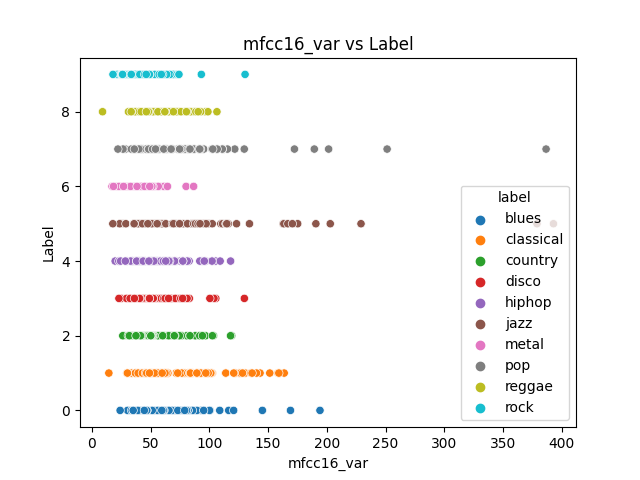 mfcc16_var vs Label
Label
8
6
4
2
0
0 50 100 150 200 250 300 350 400
mfcc16_var
label
blues
classical
country
disco
hiphop
jazz
metal
pop
reggae
rock